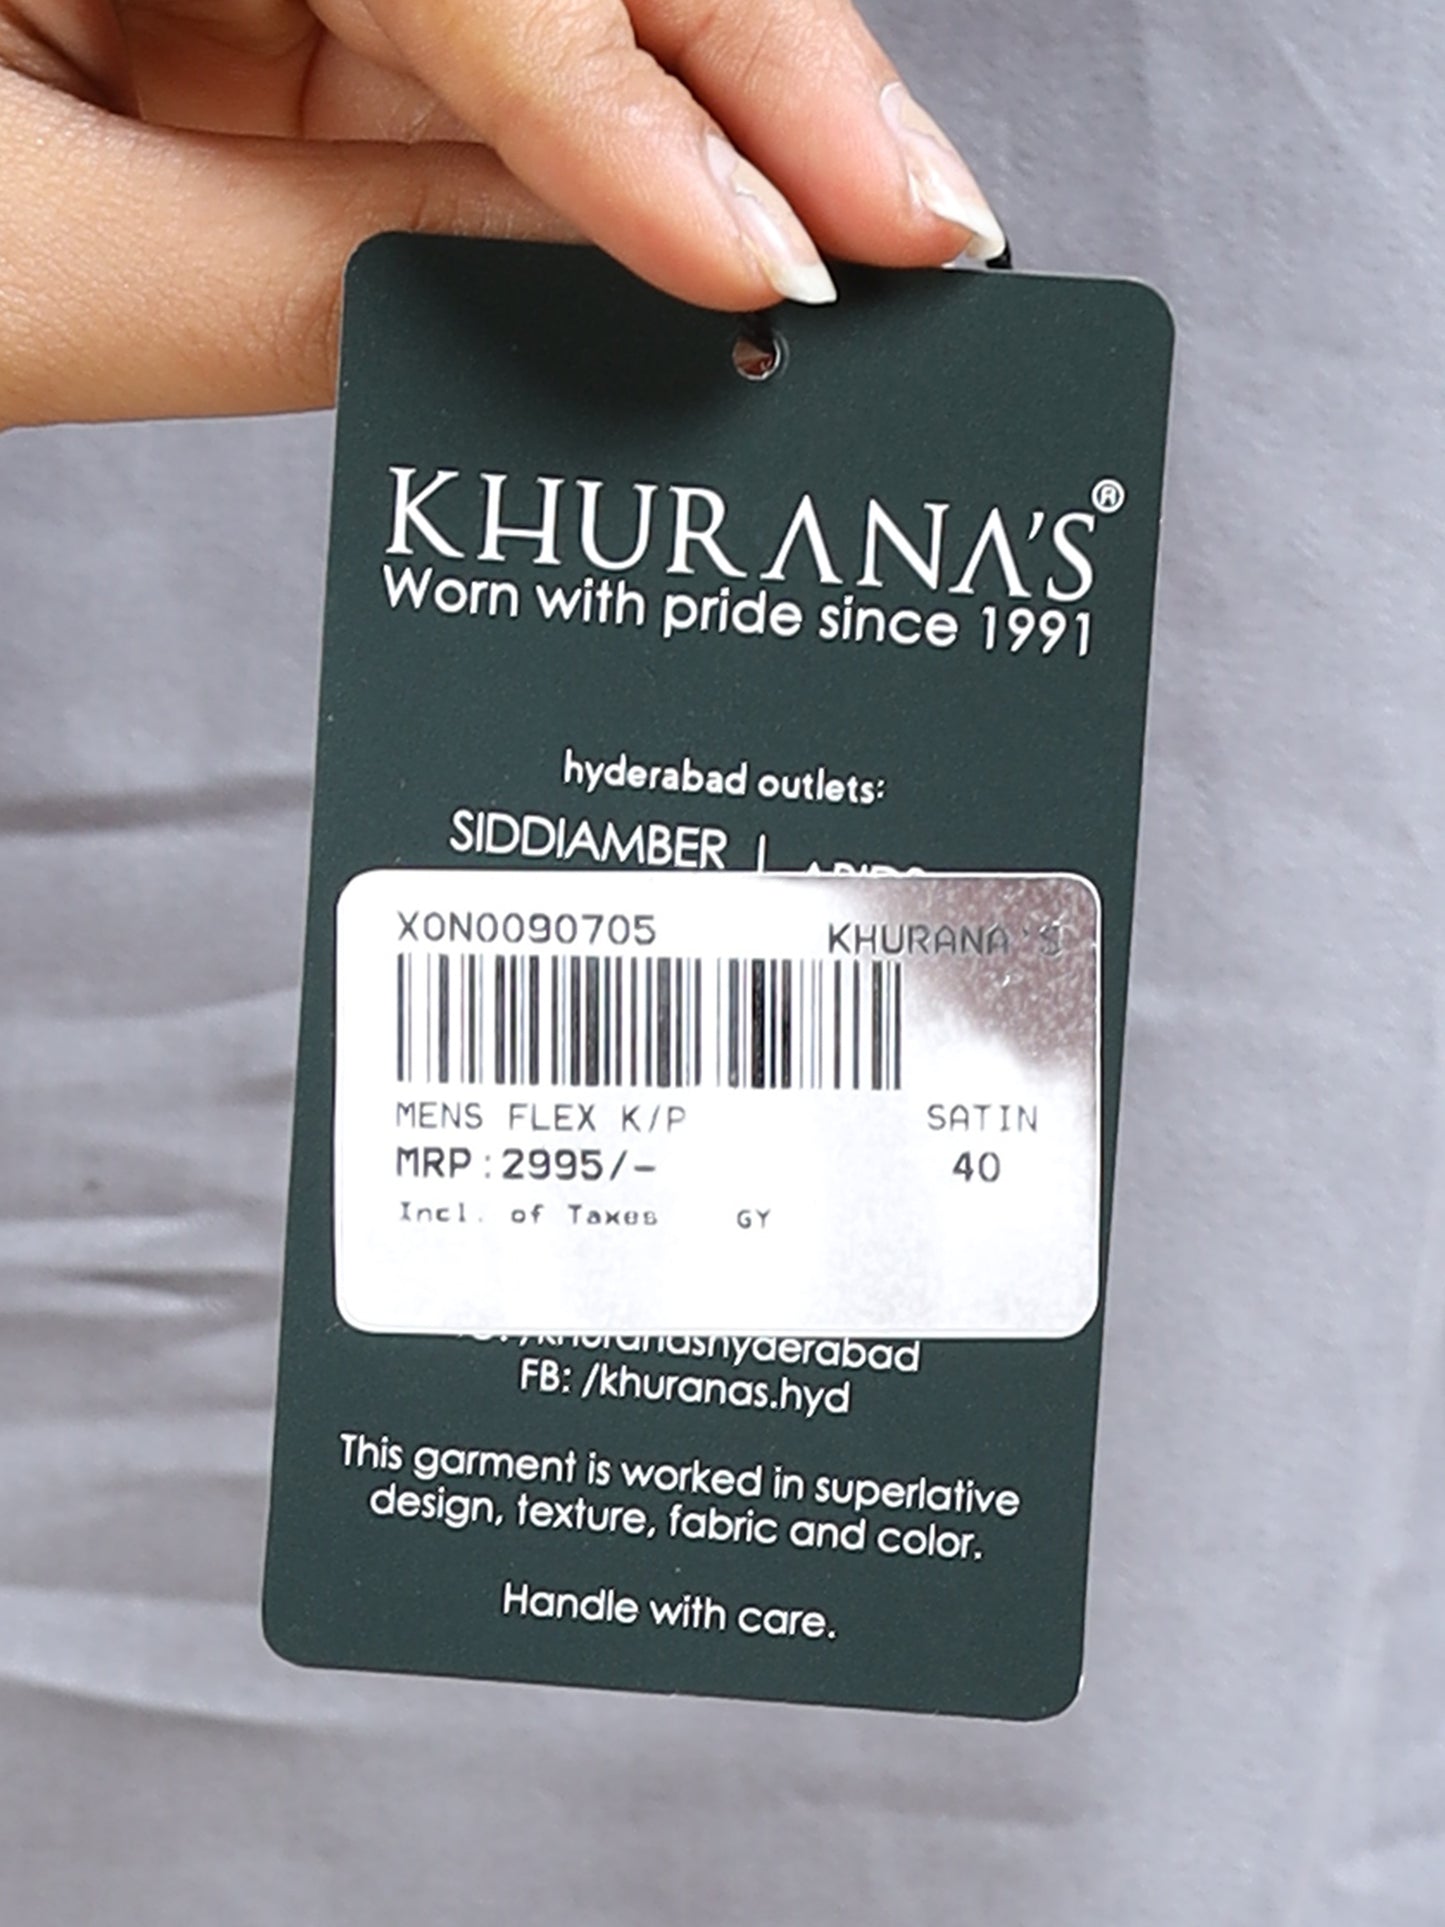 KHURANA'S®
Worn with pride since 1991
hyderabad outlets:
SIDDIAMBER |
X0N0090705 KHURANA'S
MENS FLEX K/P SATIN
MRP:2995/- 40
Incl. of Taxes GY
/khuranashyderabad
FB: /khuranas.hyd
This garment is worked in superlative
design, texture, fabric and color.
Handle with care.